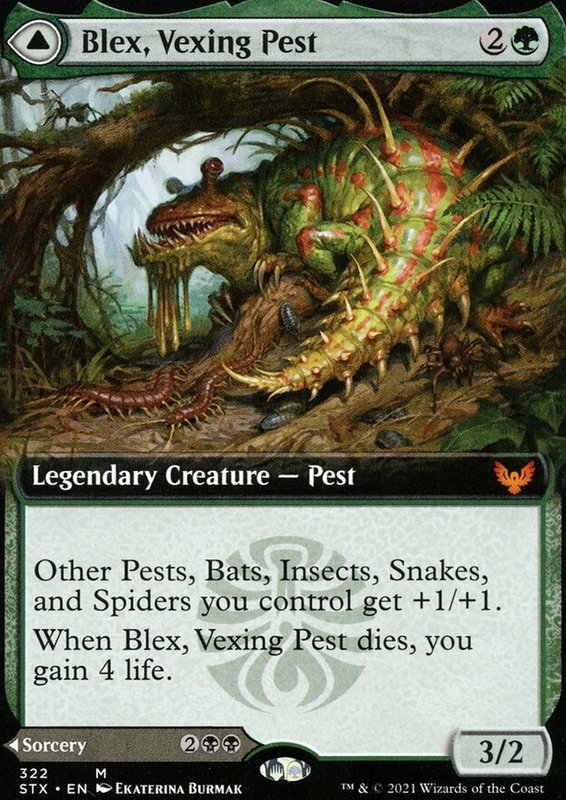 Blex, Vexing Pest 2
Legendary Creature — Pest
Other Pests, Bats, Insects, Snakes,
and Spiders you control get +1/+1.
When Blex, Vexing Pest dies, you
gain 4 life.
Sorcery 2
3/2
322 M
STX • EN Ekaterina Burmak
™ & © 2021 Wizards of the Coast